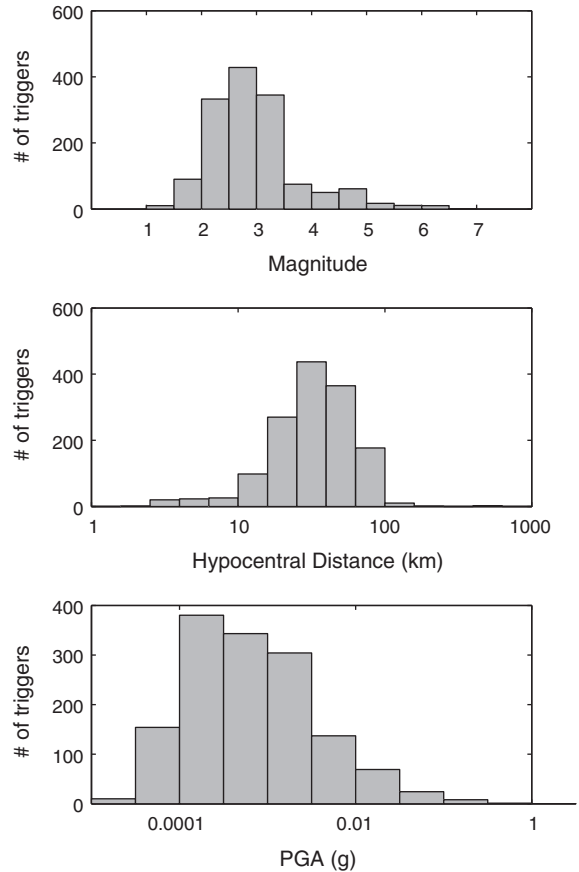 600
400
200
0
# of triggers
1 2 3 4 5 6 7
Magnitude
600
400
200
0
# of triggers
1 10 100 1000
Hypocentral Distance (km)
400
300
200
100
0
# of triggers
0.0001 0.01 1
PGA (g)